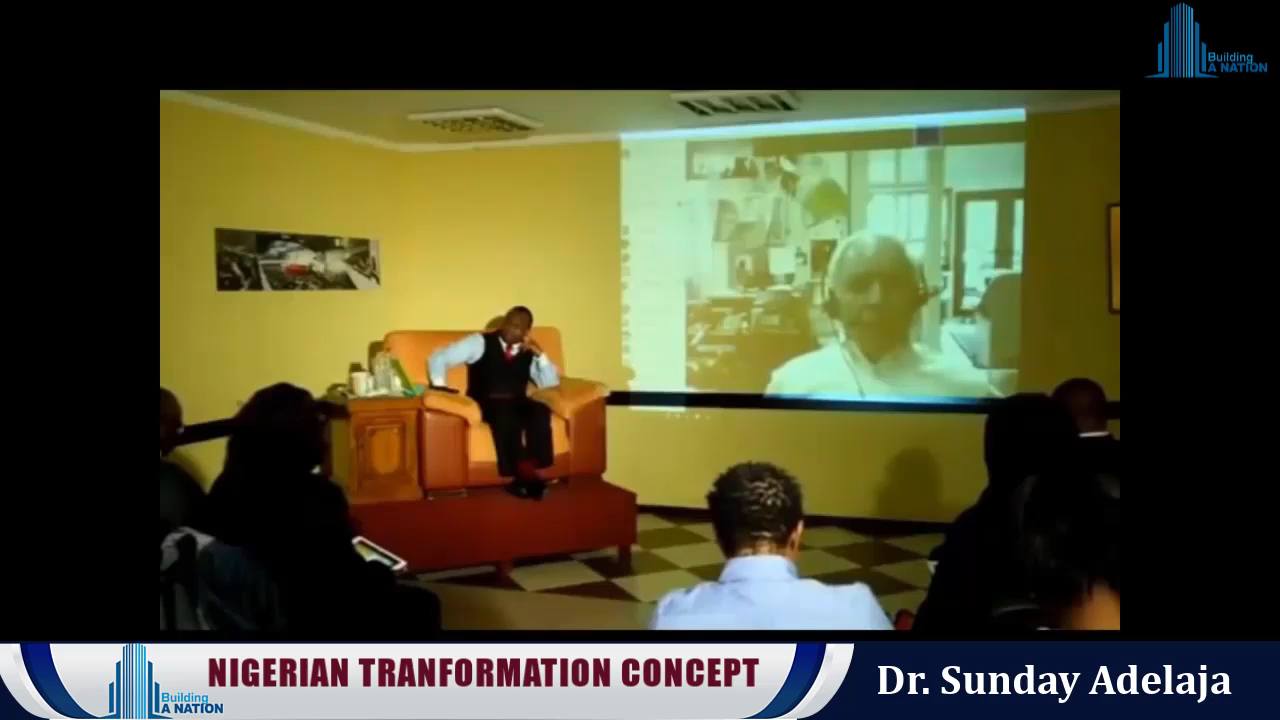 Building
A NATION
NIGERIAN TRANFORMATION CONCEPT
Building
A NATION
Dr. Sunday Adelaja